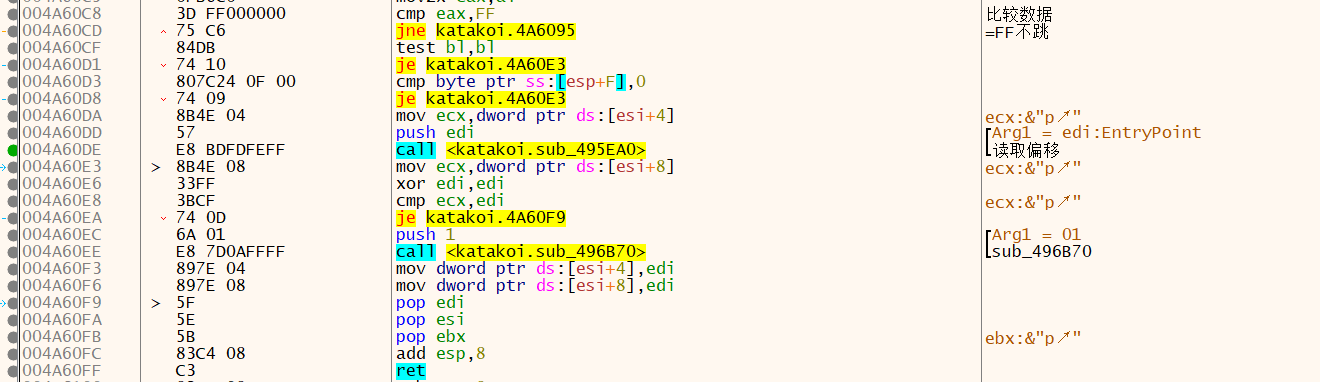 004A60C8 3D FF000000 cmp eax,FF 比较数据
004A60CD 75 C6 jne katakoi.4A6095 =FF不跳
004A60CF 84DB test bl,bl
004A60D1 74 10 je katakoi.4A60E3
004A60D3 807C24 0F 00 cmp byte ptr ss:[esp+F],0
004A60D8 74 09 je katakoi.4A60E3
004A60DA 8B4E 04 mov ecx,dword ptr ds:[esi+4] ecx:&"p↗"
004A60DD 57 push edi Arg1 = edi:EntryPoint
004A60DE E8 BDFDFEFF call <katakoi.sub_495EA0> 读取偏移
004A60E3 > 8B4E 08 mov ecx,dword ptr ds:[esi+8] ecx:&"p↗"
004A60E6 33FF xor edi,edi
004A60E8 3BCF cmp ecx,edi ecx:&"p↗"
004A60EA 74 0D je katakoi.4A60F9
004A60EC 6A 01 push 1 Arg1 = 01
004A60EE E8 7D0AFFFF call <katakoi.sub_496B70> sub_496B70
004A60F3 897E 04 mov dword ptr ds:[esi+4],edi
004A60F6 897E 08 mov dword ptr ds:[esi+8],edi
004A60F9 > 5F pop edi
004A60FA 5E pop esi
004A60FB 5B pop ebx ebx:&"p↗"
004A60FC 83C4 08 add esp,8
004A60FF C3 ret